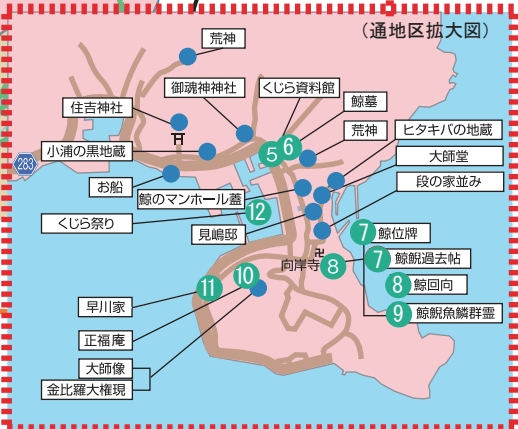 荒神
（通地区拡大図）
御魂神神社
くじら資料館
鯨墓
住吉神社
荒神
ヒタキバの地蔵
小浦の黒地蔵
5
6
大師堂
283
お船
鯨のマンホール蓋
段の家並み
くじら祭り
12
見嶋邸
7 鯨位牌
向岸寺
8
7 鯨鯢過去帖
10
8 鯨回向
11
早川家
9 鯨鯢魚鱗群霊
正福庵
大師像
金比羅大権現